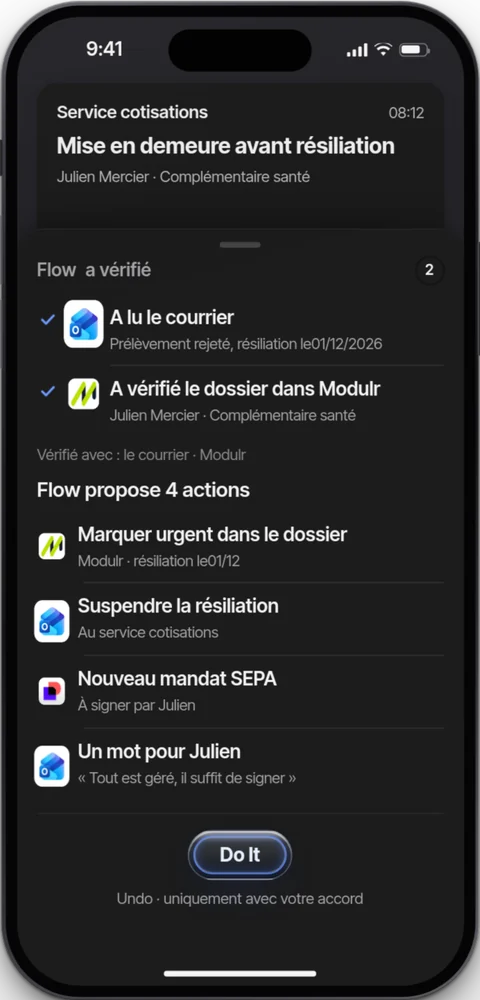 9:41
Service cotisations 08:12
Mise en demeure avant résiliation
Julien Mercier · Complémentaire santé
Flow a vérifié 2
A lu le courrier
Prélèvement rejeté, résiliation le01/12/2026
A vérifié le dossier dans Modulr
Julien Mercier · Complémentaire santé
Vérifié avec : le courrier · Modulr
Flow propose 4 actions
Marquer urgent dans le dossier
Modulr · résiliation le01/12
Suspendre la résiliation
Au service cotisations
Nouveau mandat SEPA
À signer par Julien
Un mot pour Julien
« Tout est géré, il suffit de signer »
Do It
Undo · uniquement avec votre accord